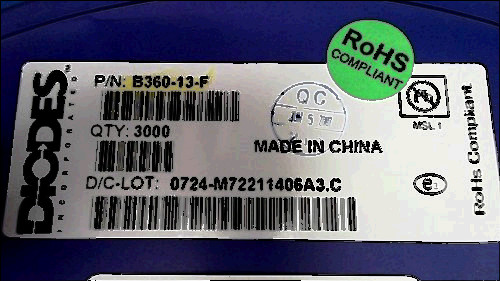 DIODES
INCORPORATED
P/N: B360-13-F
QTY: 3000
D/C-LOT: 0724-M72211406A3.C
MADE IN CHINA
QC
RoHS
COMPLIANT
MSL 1
e
RoHS Compliant